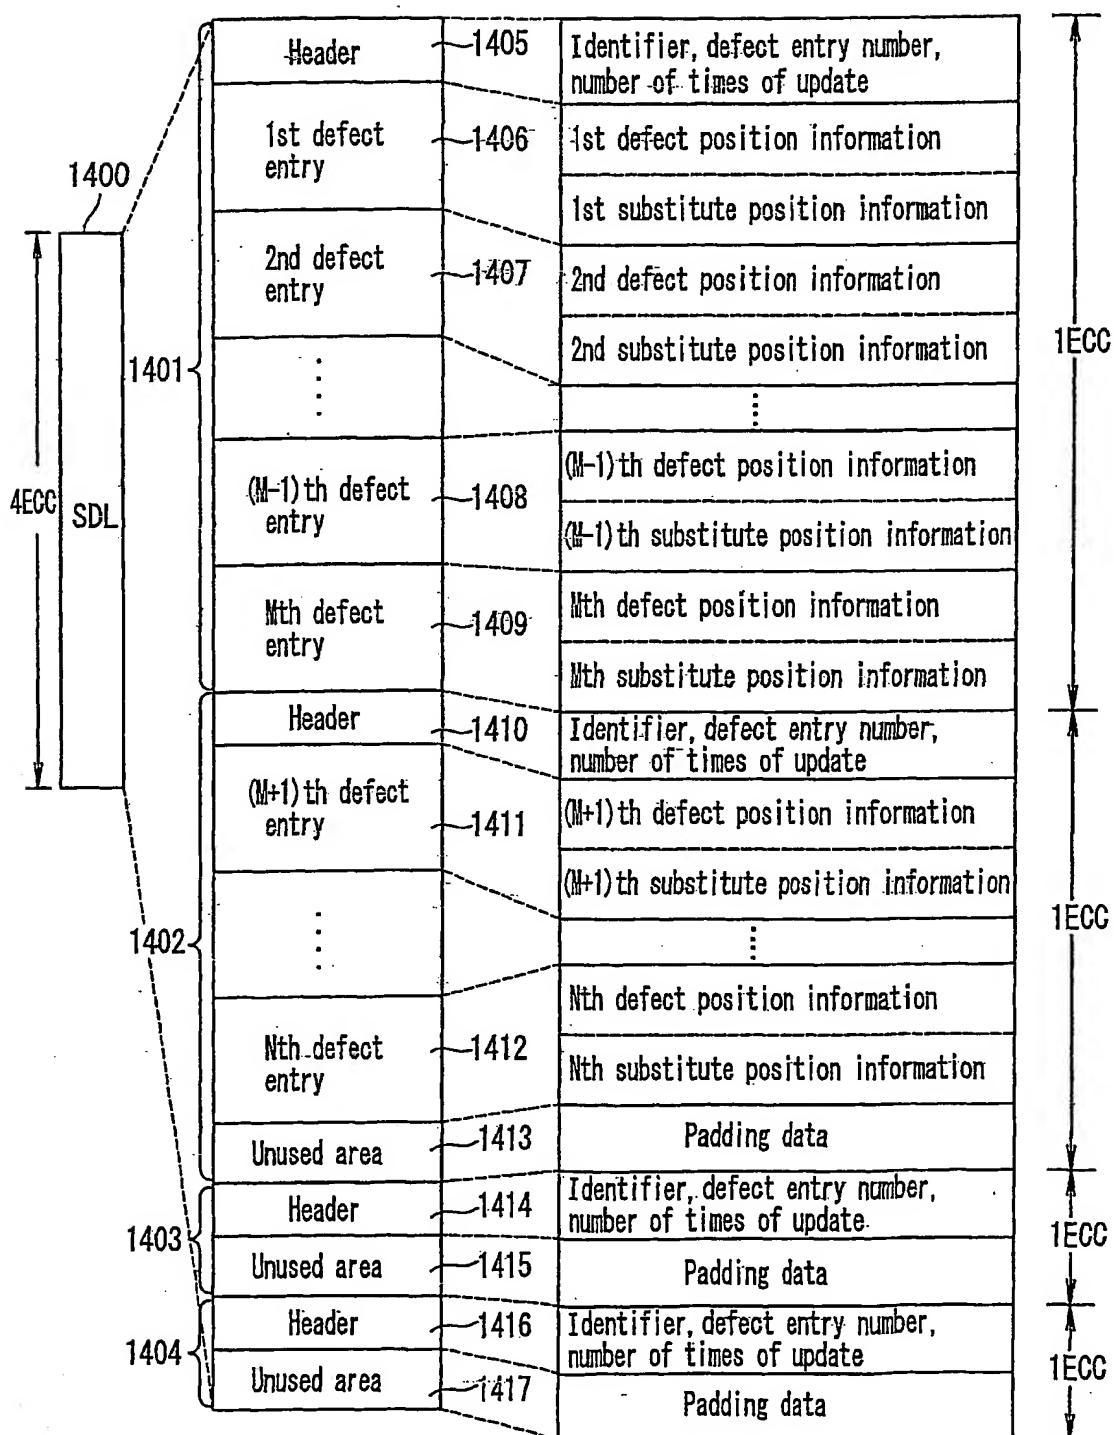 1400
4ECC
SDL
1401
Header
1405
Identifier, defect entry number,
number of times of update
1st defect
entry
1406
1st defect position information
1st substitute position information
2nd defect
entry
1407
2nd defect position information
2nd substitute position information
1ECC
(M-1)th defect
entry
1408
(M-1)th defect position information
(M-1)th substitute position information
Mth defect
entry
1409
Mth defect position information
Mth substitute position information
1402
Header
1410
Identifier, defect entry number,
number of times of update
(M+1)th defect
entry
1411
(M+1)th defect position information
(M+1)th substitute position information
1ECC
Nth defect
entry
1412
Nth defect position information
Nth substitute position information
Unused area
1413
Padding data
1403
Header
1414
Identifier, defect entry number,
number of times of update
1ECC
Unused area
1415
Padding data
1404
Header
1416
Identifier, defect entry number,
number of times of update
1ECC
Unused area
1417
Padding data